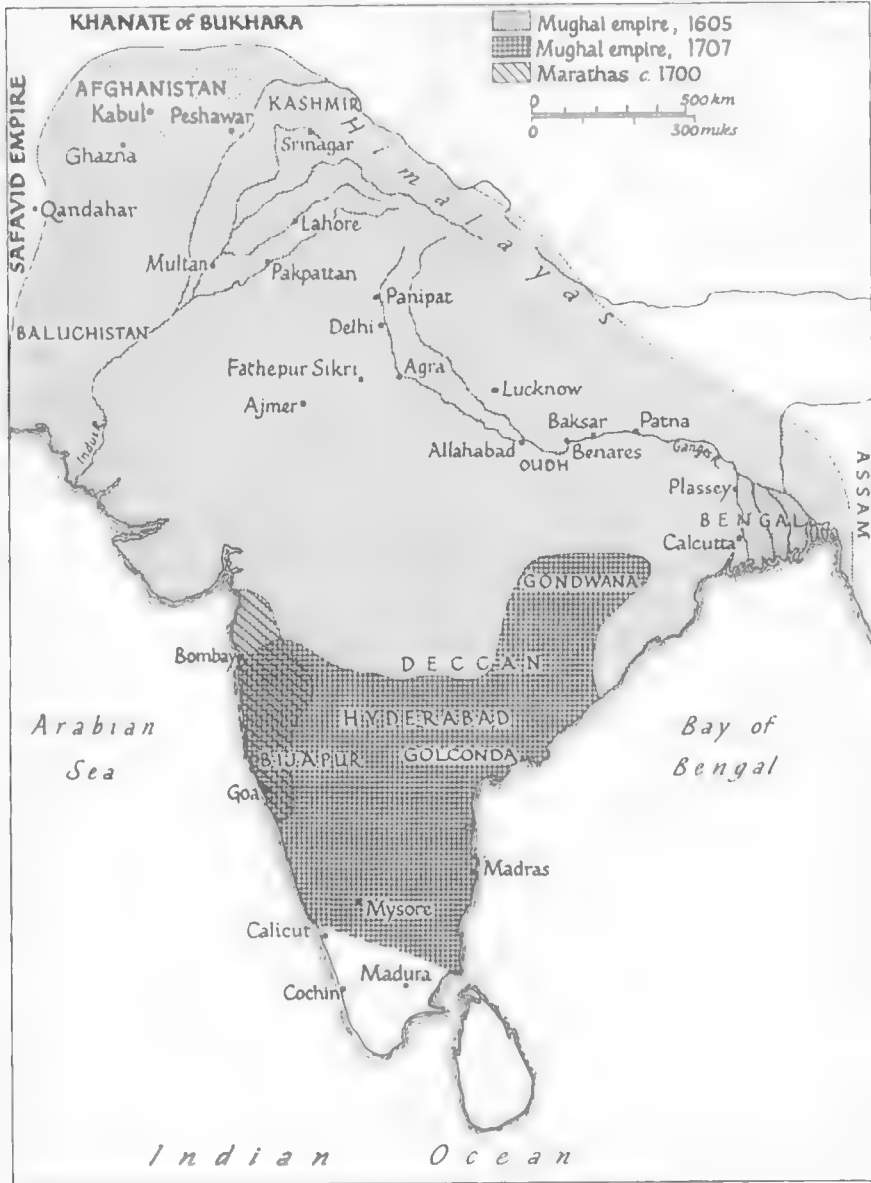 KHANATE of BUKHARA
Mughal empire, 1605
Mughal empire, 1707
Marathas c. 1700
0 500 km
0 300 miles
SAFAVID EMPIRE
AFGHANISTAN
Kabul
Peshawar
KASHMIR
Srinagar
Himalayas
Ghazna
Qandahar
Lahore
Multan
Pakpattan
Panipat
BALUCHISTAN
Delhi
Fathepur Sikri
Agra
Lucknow
Ajmer
Indus R.
Baksar
Patna
Allahabad
OUDH
Benares
Ganges R.
ASSAM
Plassey
BENGAL
Calcutta
GONDWANA
Bombay
DECCAN
Arabian
Sea
HYDERABAD
Bay of
Bengal
BIJAPUR
GOLCONDA
Goa
Madras
Mysore
Calicut
Madura
Cochin
Indian Ocean